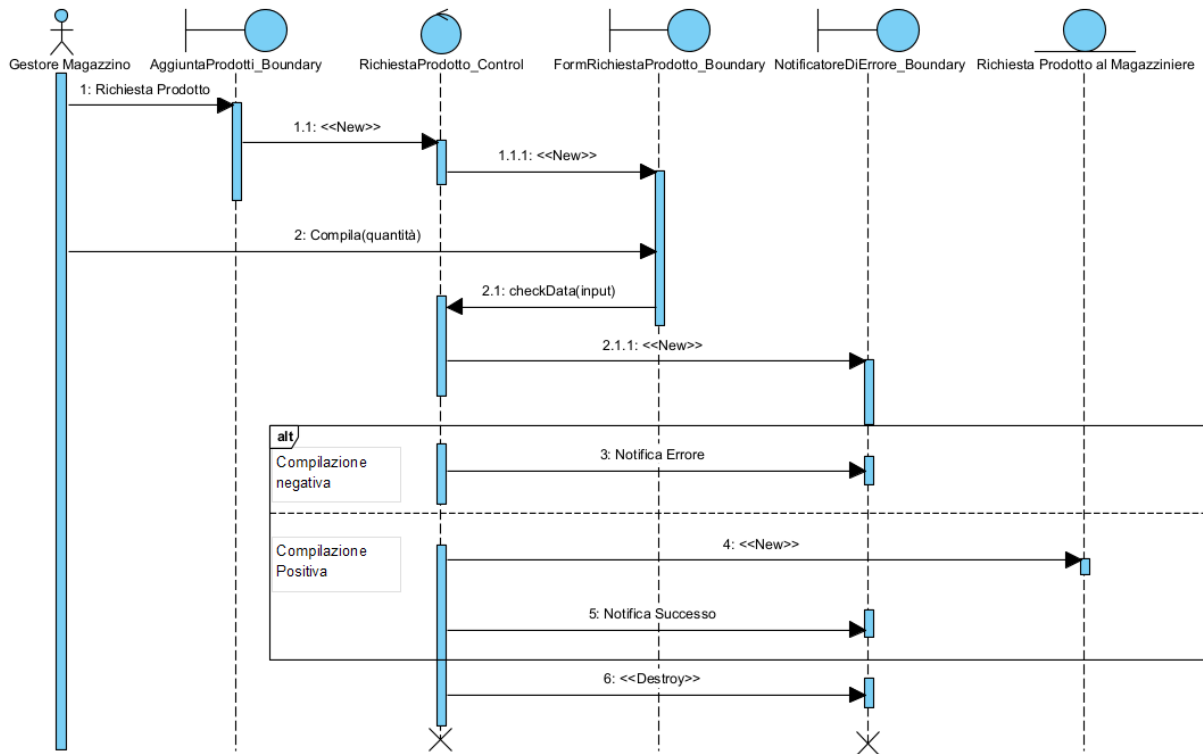 Gestore Magazzino
AggiuntaProdotti_Boundary
RichiestaProdotto_Control
FormRichiestaProdotto_Boundary
NotificatoreDiErrore_Boundary
Richiesta Prodotto al Magazziniere
1: Richiesta Prodotto
1.1: <<New>>
1.1.1: <<New>>
2: Compila(quantità)
2.1: checkData(input)
2.1.1: <<New>>
alt
Compilazione
negativa
3: Notifica Errore
Compilazione
Positiva
4: <<New>>
5: Notifica Successo
6: <<Destroy>>